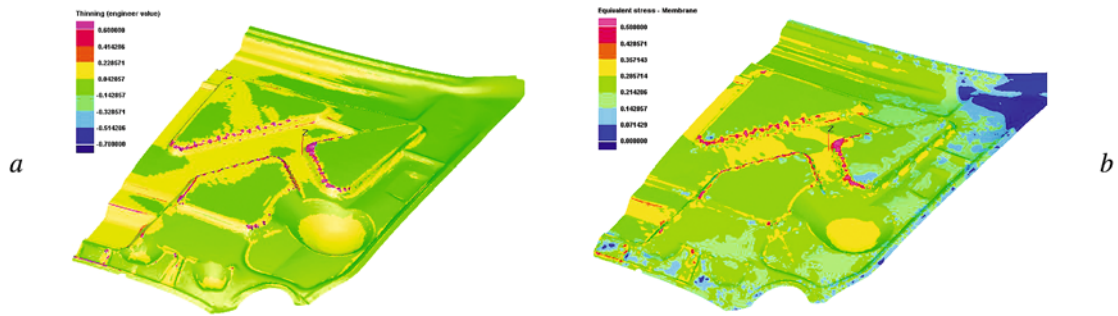 Thinning (engineer value)
0.600000
0.414286
0.228571
0.042857
-0.142857
-0.328571
-0.514286
-0.700000
a
Z
Equivalent stress - Membrane
0.500000
0.428571
0.357143
0.285714
0.214286
0.142857
0.071429
0.000000
Z
b